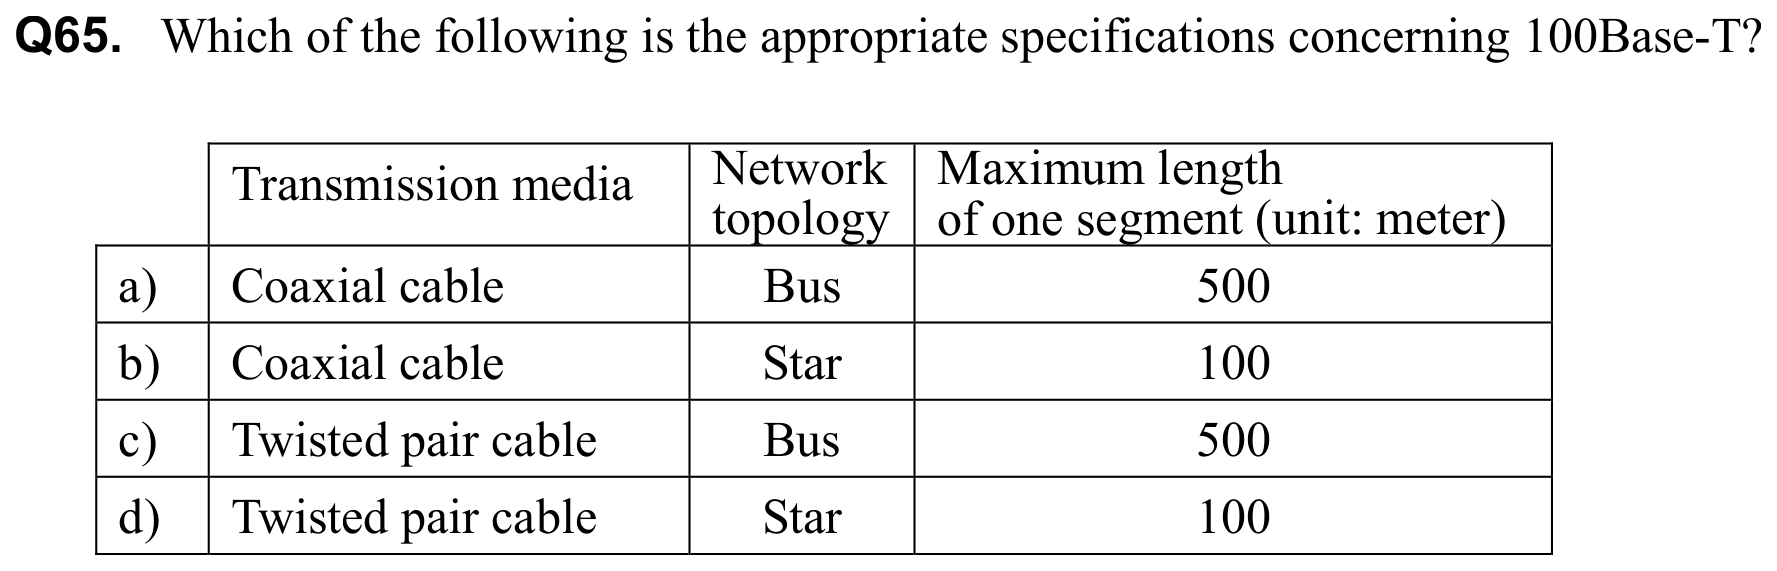 Q65. Which of the following is the appropriate specifications concerning 100Base-T?
Transmission media Network topology Maximum length of one segment (unit: meter)
a) Coaxial cable Bus 500
b) Coaxial cable Star 100
c) Twisted pair cable Bus 500
d) Twisted pair cable Star 100